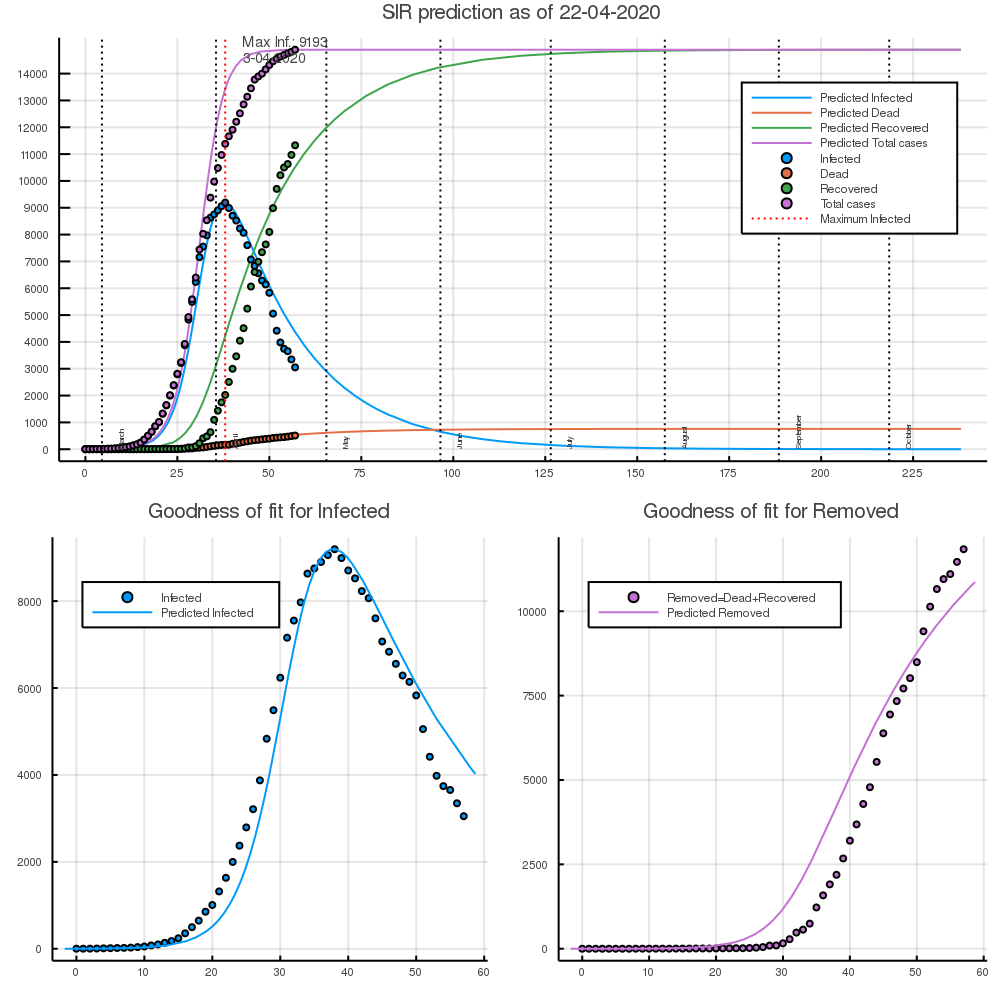 SIR prediction as of 22-04-2020
Max Inf.: 9193
3-04-2020
14000
13000
12000
11000
10000
9000
8000
7000
6000
5000
4000
3000
2000
1000
0
Predicted Infected
Predicted Dead
Predicted Recovered
Predicted Total cases
Infected
Dead
Recovered
Total cases
Maximum Infected
May
June
July
August
September
October
0 25 50 75 100 125 150 175 200 225
Goodness of fit for Infected
8000
6000
4000
2000
0
Infected
Predicted Infected
0 10 20 30 40 50 60
Goodness of fit for Removed
10000
7500
5000
2500
0
Removed=Dead+Recovered
Predicted Removed
0 10 20 30 40 50 60